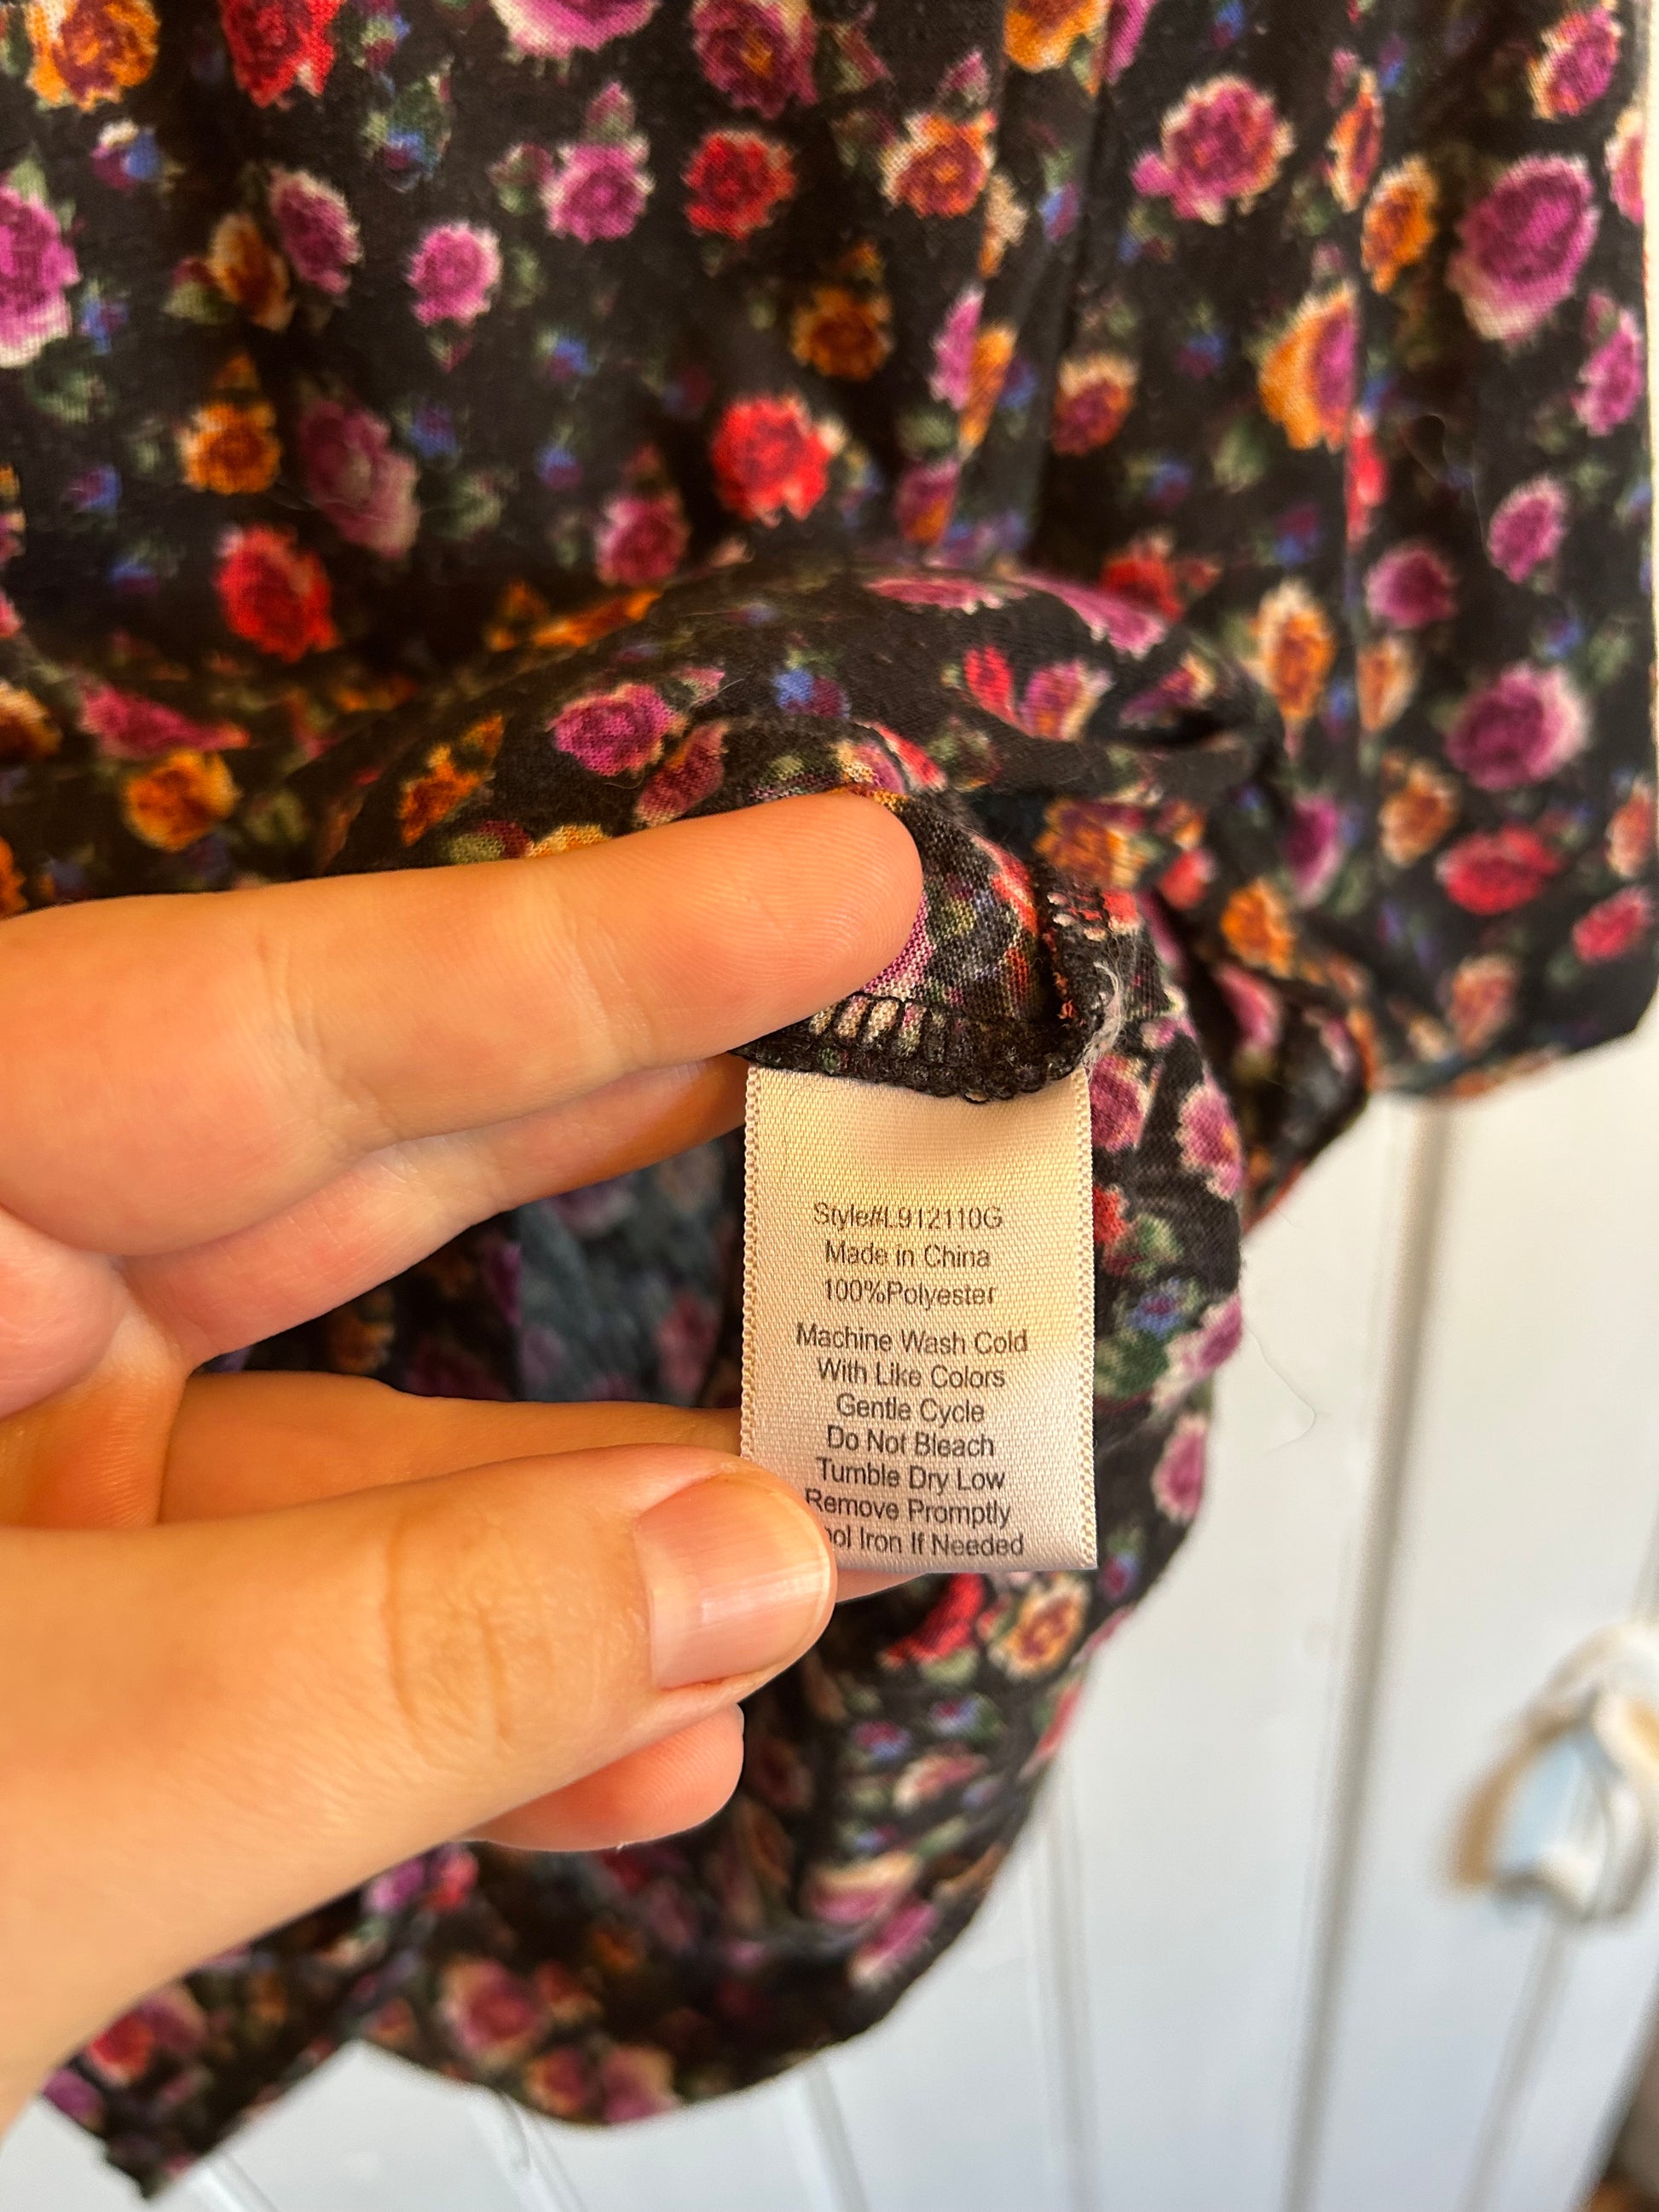 Style#L912110G
Made in China
100%Polyester
Machine Wash Cold
With Like Colors
Gentle Cycle
Do Not Bleach
Tumble Dry Low
Remove Promptly
Iron If Needed